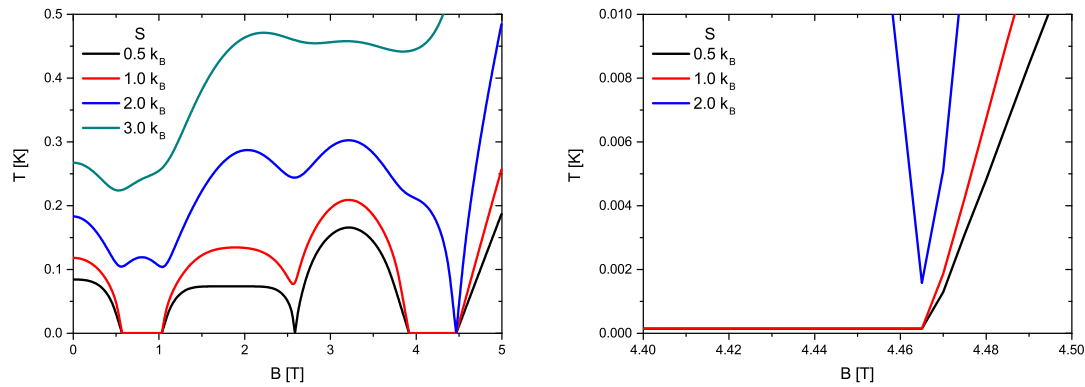 0.5
0.4
0.3
0.2
0.1
0.0
T [K]
S
0.5 k_B
1.0 k_B
2.0 k_B
3.0 k_B
0 1 2 3 4 5
B [T]
0.010
0.008
0.006
0.004
0.002
0.000
T [K]
S
0.5 k_B
1.0 k_B
2.0 k_B
4.40 4.42 4.44 4.46 4.48 4.50
B [T]